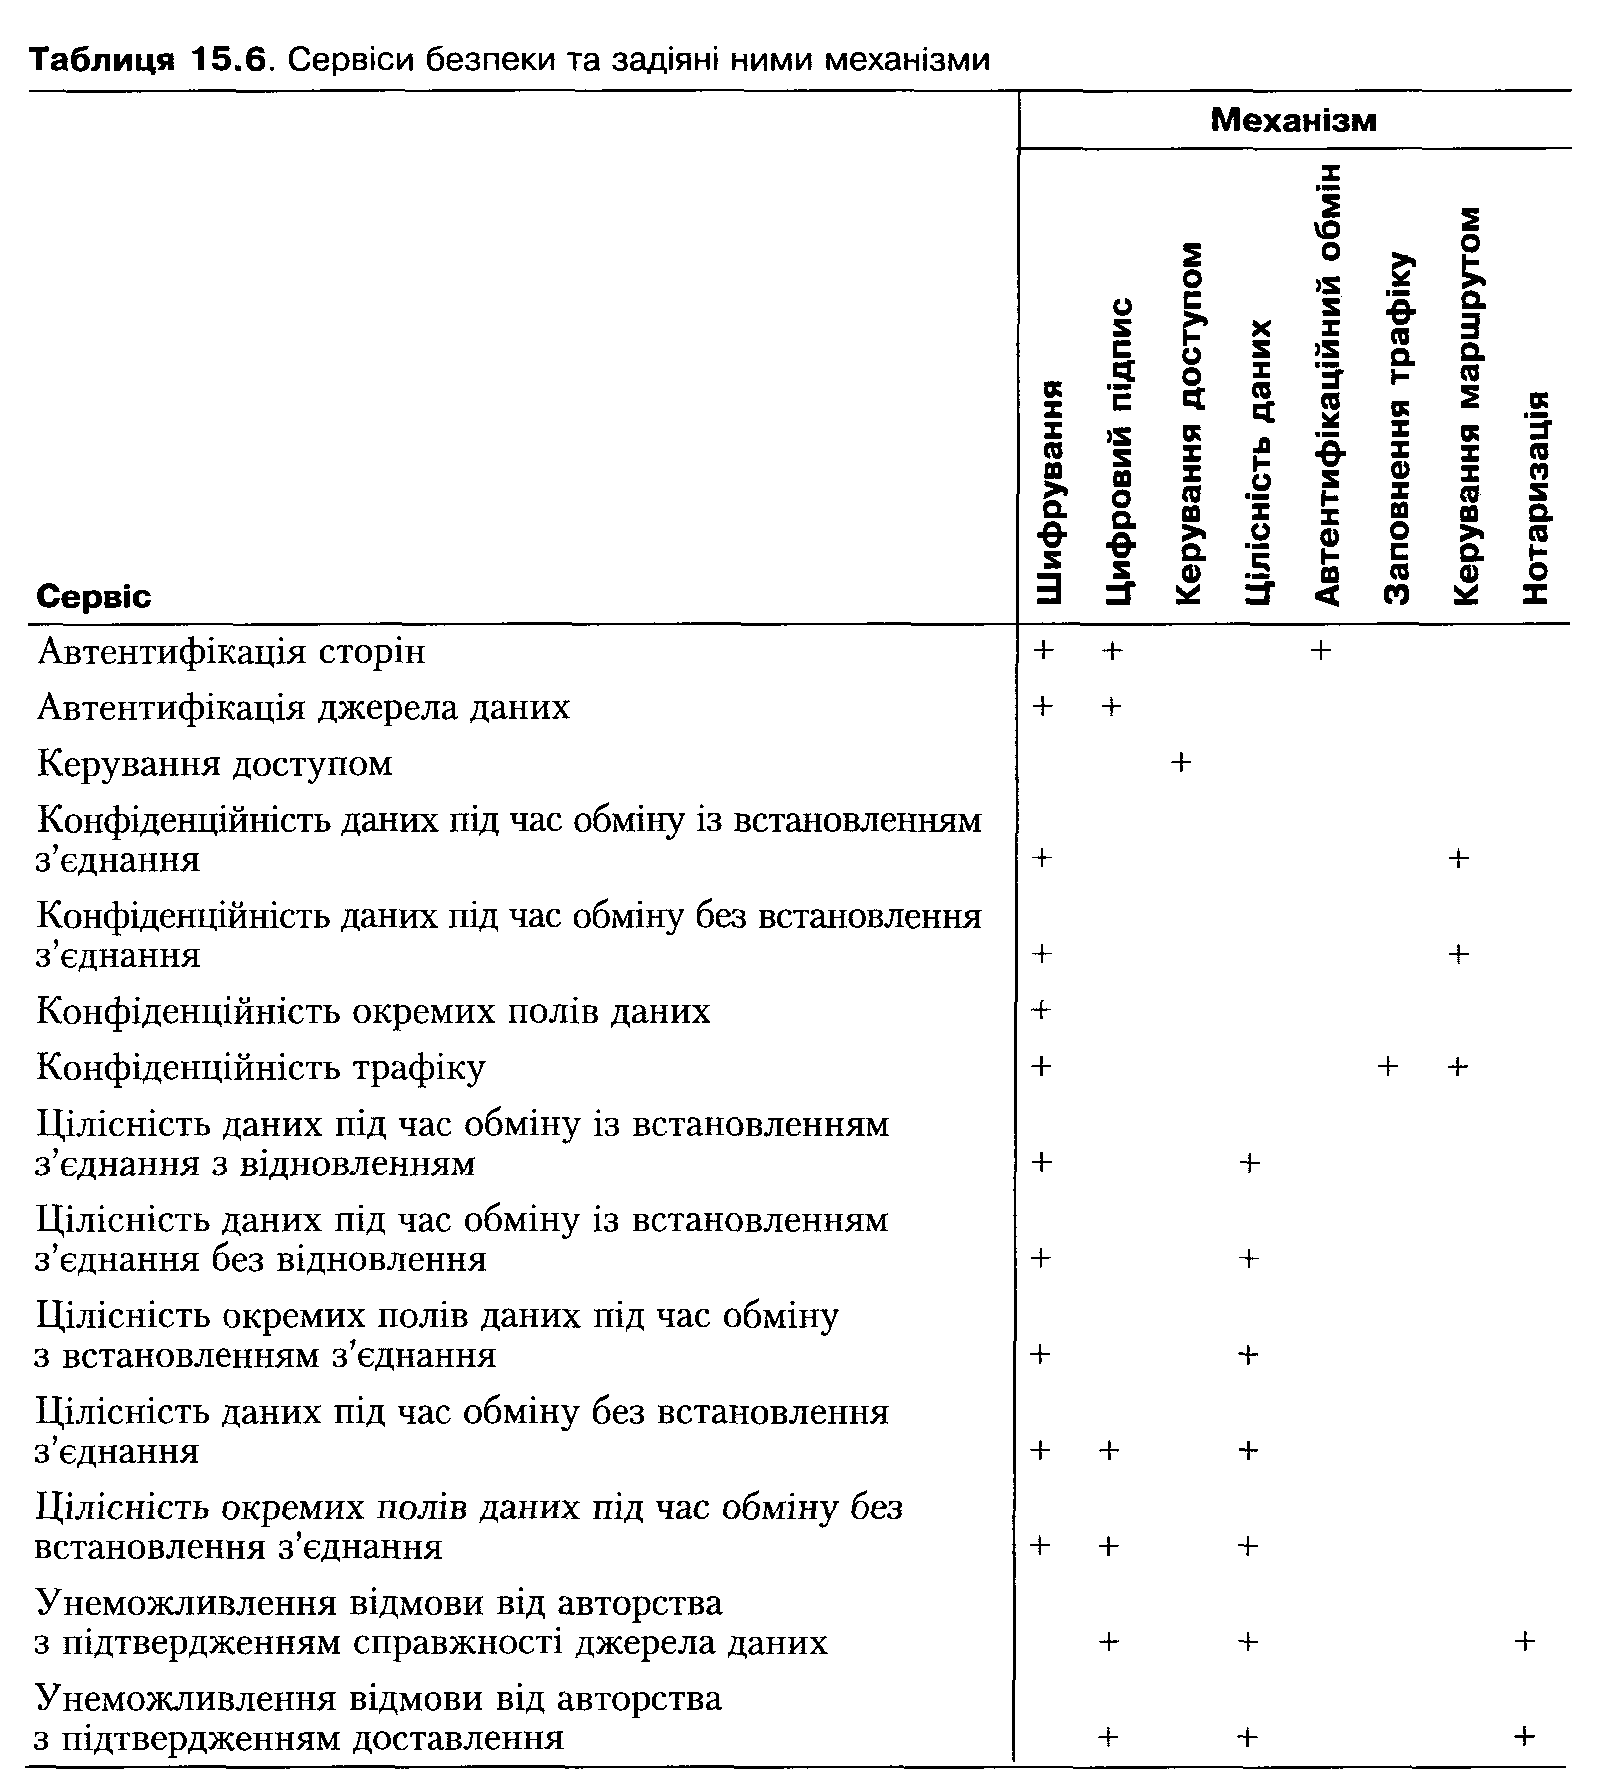 Таблиця 15.6. Сервіси безпеки та задіяні ними механізми
Механізм
Сервіс
Шифрування
Цифровий підпис
Керування доступом
Цілісність даних
Автентифікаційний обмін
Заповнення трафіку
Керування маршрутом
Нотаризація
Автентифікація сторін + + +
Автентифікація джерела даних + +
Керування доступом +
Конфіденційність даних під час обміну із встановленням
з’єднання + +
Конфіденційність даних під час обміну без встановлення
з’єднання + +
Конфіденційність окремих полів даних +
Конфіденційність трафіку + + +
Цілісність даних під час обміну із встановленням
з’єднання з відновленням + +
Цілісність даних під час обміну із встановленням
з’єднання без відновлення + +
Цілісність окремих полів даних під час обміну
з встановленням з’єднання + +
Цілісність даних під час обміну без встановлення
з’єднання + + +
Цілісність окремих полів даних під час обміну без
встановлення з’єднання + + +
Унеможливлення відмови від авторства
з підтвердженням справжності джерела даних + + +
Унеможливлення відмови від авторства
з підтвердженням доставлення + + +